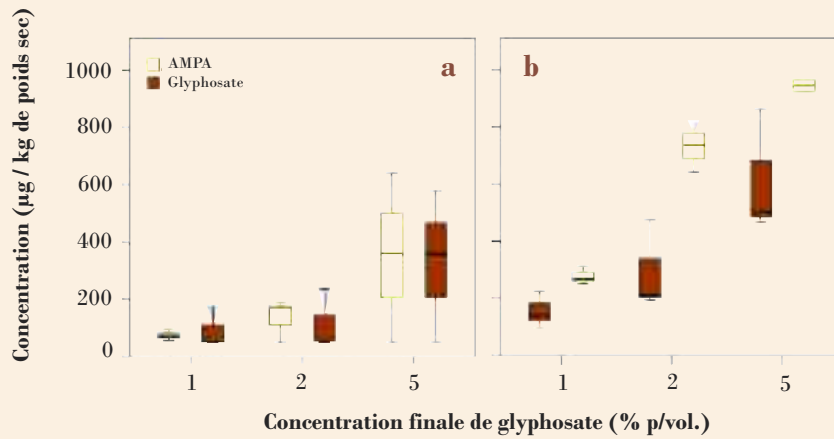 Concentration (µg / kg de poids sec)
1000
800
600
400
200
0
AMPA
Glyphosate
a
b
1
2
5
1
2
5
Concentration finale de glyphosate (% p/vol.)